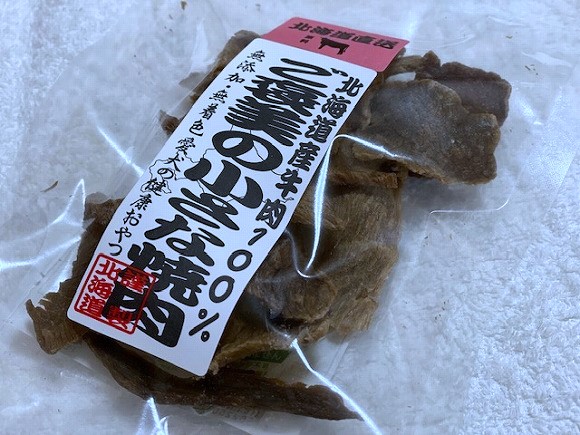 北海道直送
北海道産牛肉100%
ご褒美の小さな焼肉
無添加・無着色 愛犬の健康おやつ
北海道